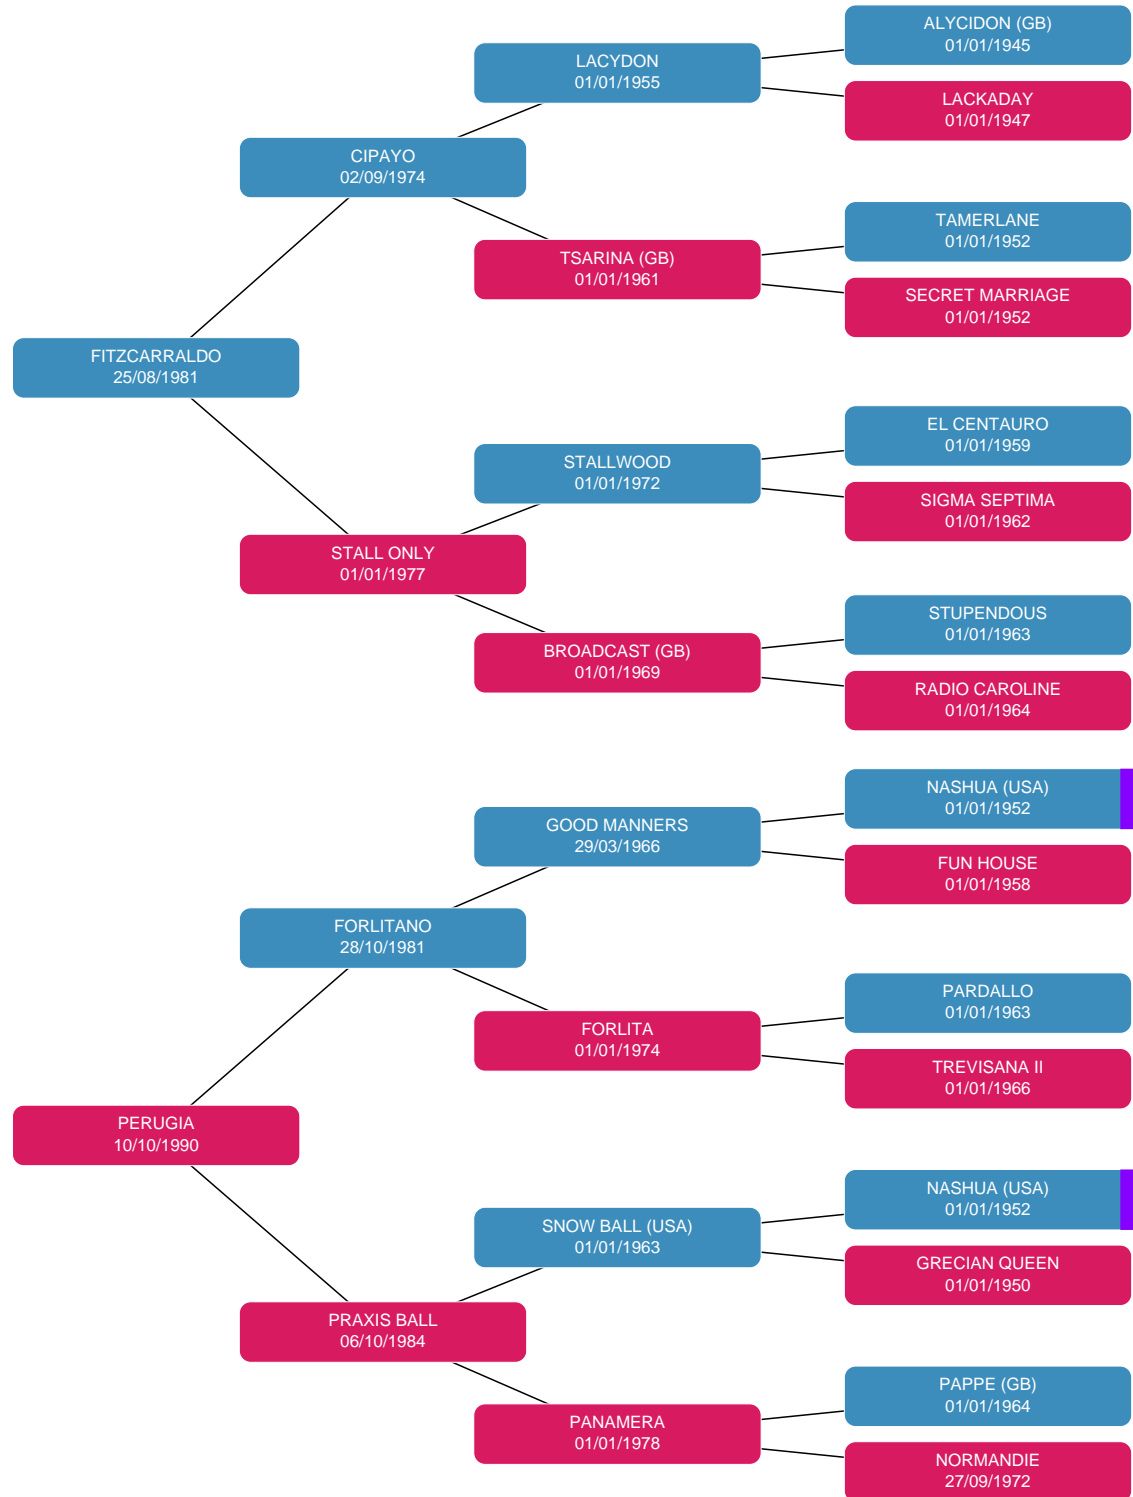 ALYCIDON (GB)
01/01/1945
LACYDON
01/01/1955
LACKADAY
01/01/1947
CIPAYO
02/09/1974
TAMERLANE
01/01/1952
TSARINA (GB)
01/01/1961
SECRET MARRIAGE
01/01/1952
FITZCARRALDO
25/08/1981
EL CENTAURO
01/01/1959
STALLWOOD
01/01/1972
SIGMA SEPTIMA
01/01/1962
STALL ONLY
01/01/1977
STUPENDOUS
01/01/1963
BROADCAST (GB)
01/01/1969
RADIO CAROLINE
01/01/1964
NASHUA (USA)
01/01/1952
GOOD MANNERS
29/03/1966
FUN HOUSE
01/01/1958
FORLITANO
28/10/1981
PARDALLO
01/01/1963
FORLITA
01/01/1974
TREVISANA II
01/01/1966
PERUGIA
10/10/1990
NASHUA (USA)
01/01/1952
SNOW BALL (USA)
01/01/1963
GRECIAN QUEEN
01/01/1950
PRAXIS BALL
06/10/1984
PAPPE (GB)
01/01/1964
PANAMERA
01/01/1978
NORMANDIE
27/09/1972